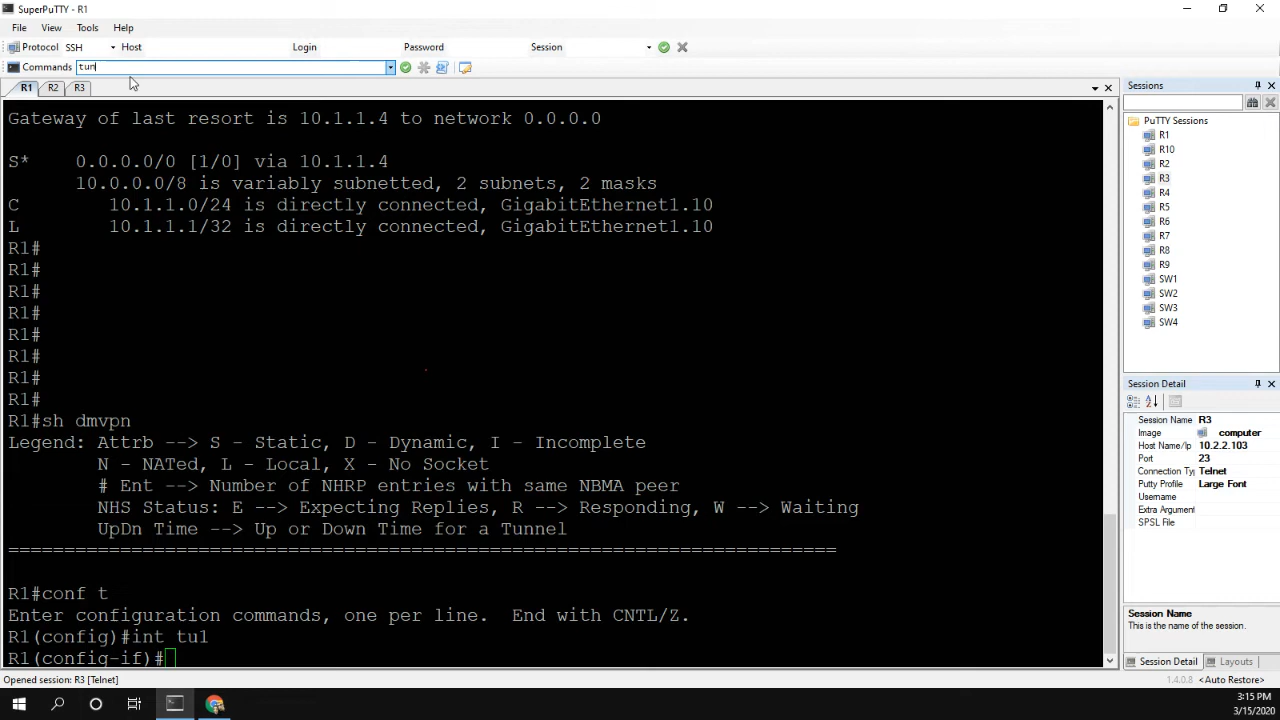 SuperPuTTY - R1
File View Tools Help
Protocol SSH Host Login Password Session
Commands tun
R1 R2 R3
Gateway of last resort is 10.1.1.4 to network 0.0.0.0
S* 0.0.0.0/0 [1/0] via 10.1.1.4
10.0.0.0/8 is variably subnetted, 2 subnets, 2 masks
C 10.1.1.0/24 is directly connected, GigabitEthernet1.10
L 10.1.1.1/32 is directly connected, GigabitEthernet1.10
R1#
R1#
R1#
R1#
R1#
R1#
R1#
R1#
R1#sh dmvpn
Legend: Attrb --> S - Static, D - Dynamic, I - Incomplete
N - NATed, L - Local, X - No Socket
# Ent --> Number of NHRP entries with same NBMA peer
NHS Status: E --> Expecting Replies, R --> Responding, W --> Waiting
UpDn Time --> Up or Down Time for a Tunnel
==========================================================================
R1#conf t
Enter configuration commands, one per line. End with CNTL/Z.
R1(config)#int tu1
R1(config-if)#
Sessions
PuTTY Sessions
R1
R10
R2
R3
R4
R5
R6
R7
R8
R9
SW1
SW2
SW3
SW4
Session Detail
Session Name R3
Image computer
Host Name/Ip 10.2.2.103
Port 23
Connection Ty Telnet
Putty Profile Large Font
Username
Extra Argument
SPSL File
Session Name
This is the name of the session.
Session Detail Layouts
Opened session: R3 [Telnet] 1.4.0.8 <Auto Restore>
3:15 PM
3/15/2020